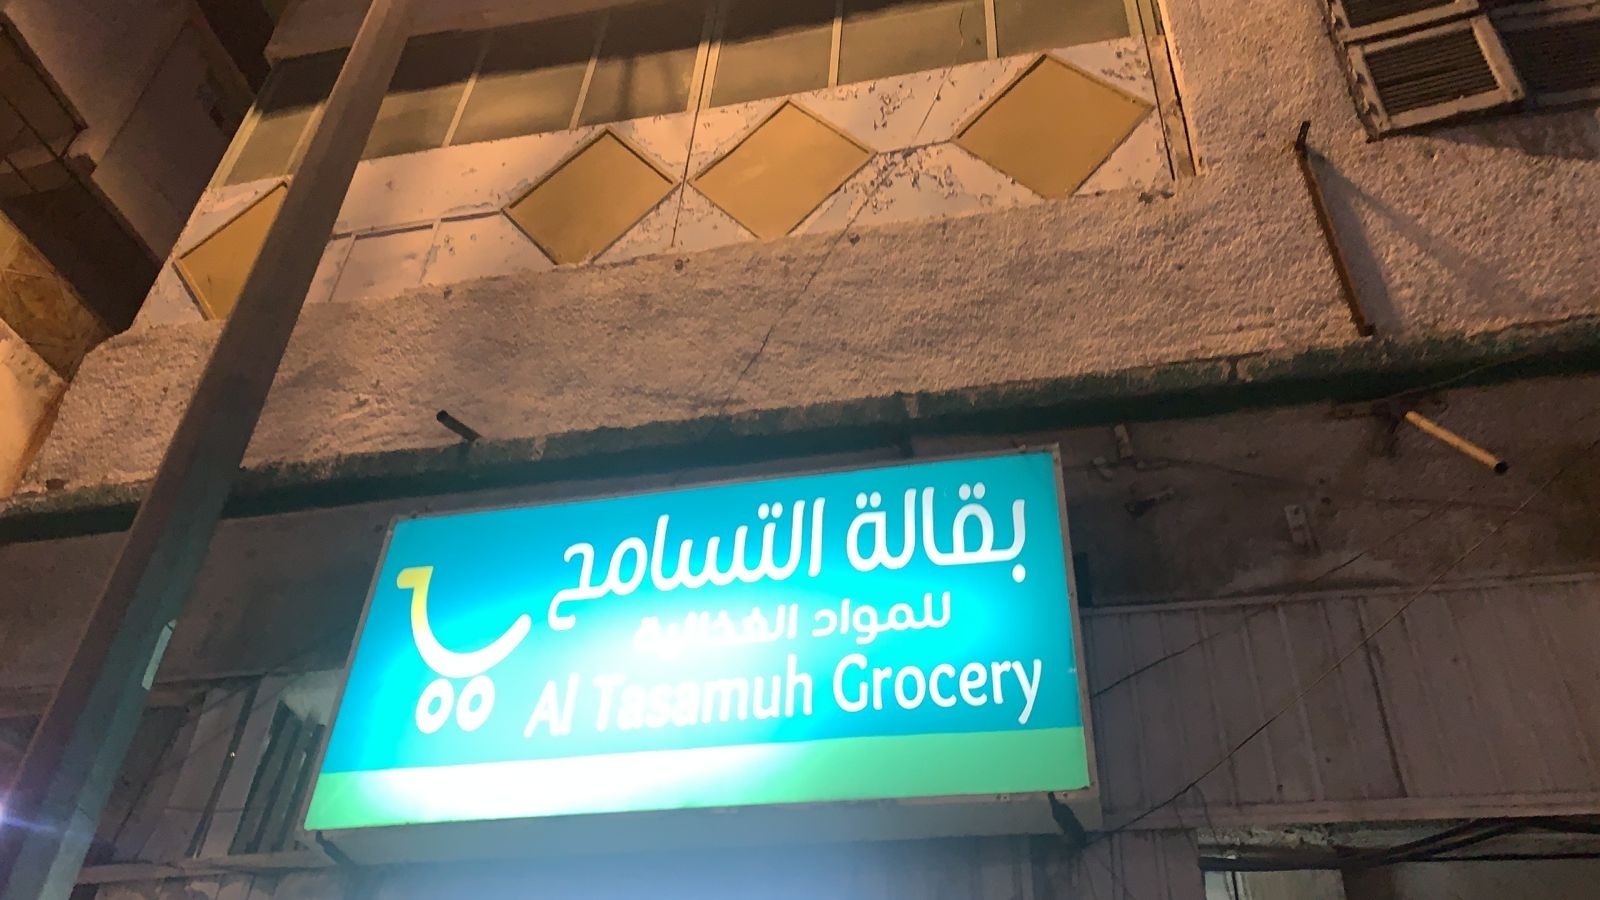 بقالة التسامح
للمواد الغذائية
Al Tasamuh Grocery